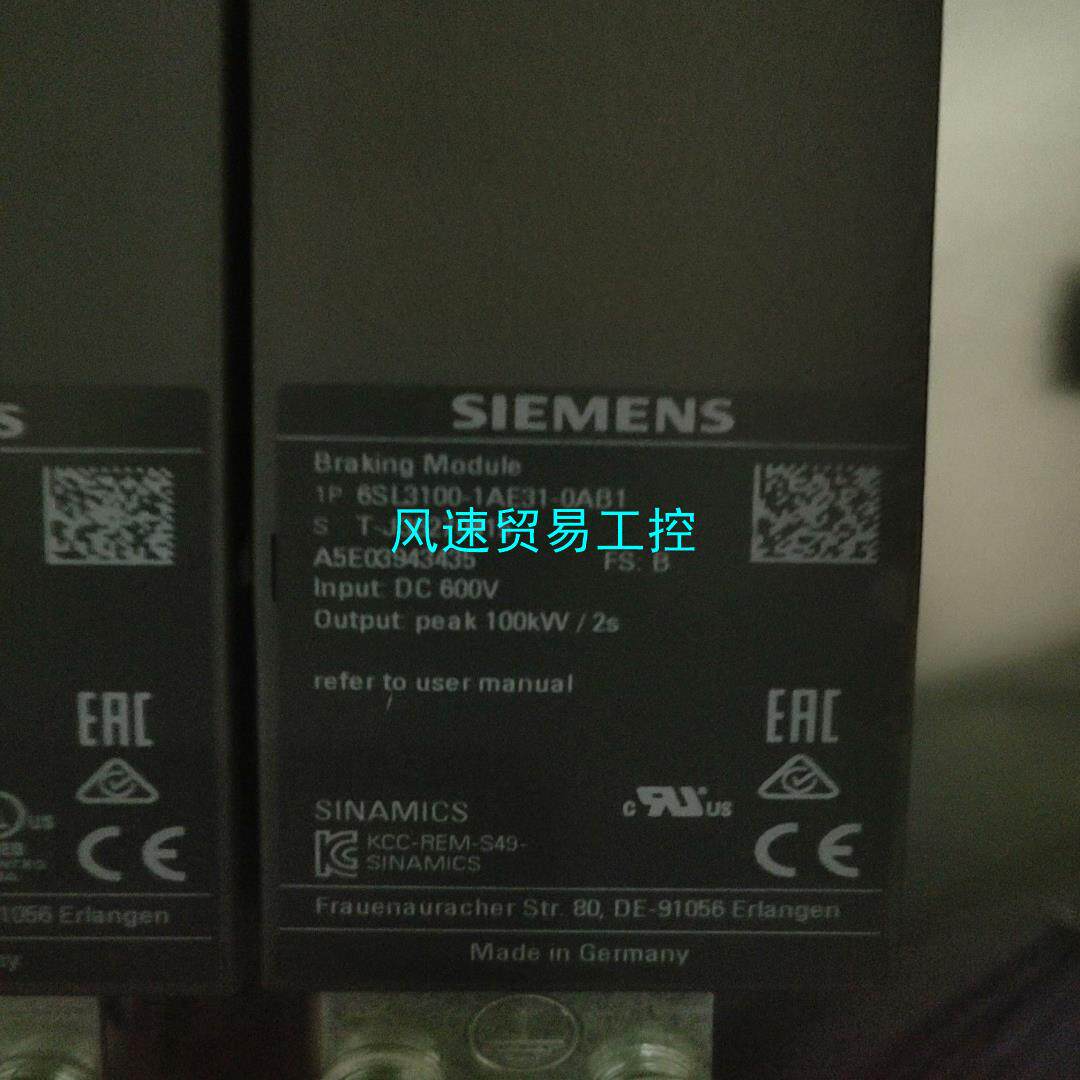 SIEMENS
Braking Module
1P 6SL3100-1AE31-0AB1
S
风速贸易工控
A5E03943435 FS: B
Input: DC 600V
Output: peak 100kW / 2s
refer to user manual
EAC
SINAMICS
c US
KCC-REM-S49-
SINAMICS
CE
Frauenauracher Str. 80, DE-91056 Erlangen
Made in Germany
S
EAC
US
CE
1056 Erlangen